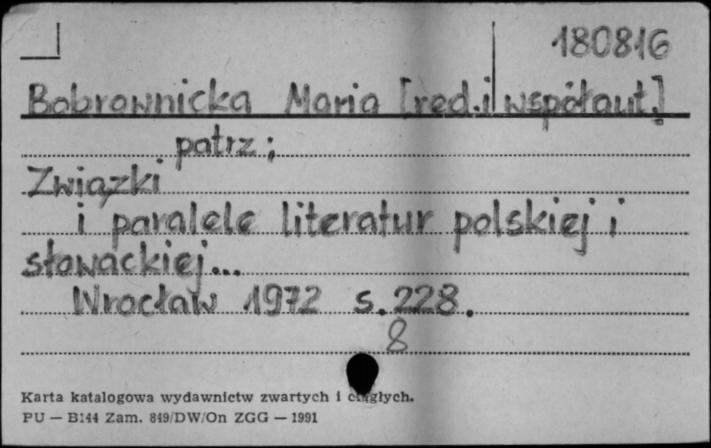 180816
Bobrownicka Maria [red.i współaut.]
patrz;
Związki
i paralele literatur polskiej i
słowackiej...
Wrocław 1972 s. 228.
8
Karta katalogowa wydawnictw zwartych i ciągłych.
PU — B144 Zam. 849/DW/On ZGG — 1991